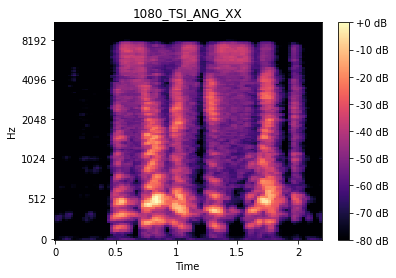 1080_TSI_ANG_XX
+0 dB
8192
-10 dB
4096
-20 dB
-30 dB
2048
Hz
-40 dB
1024
-50 dB
512
-60 dB
-70 dB
0
-80 dB
0 0.5 1 1.5 2
Time